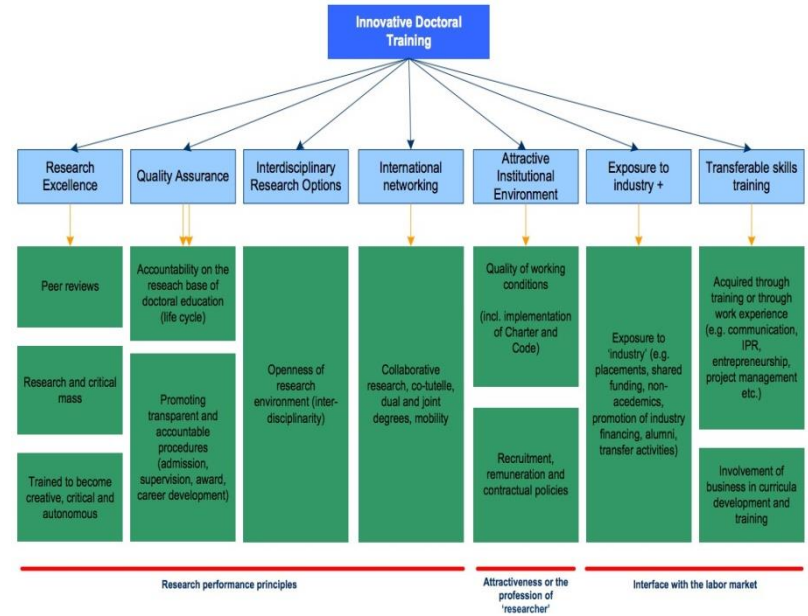 Innovative Doctoral
Training
Research
Excellence
Quality Assurance
Interdisciplinary
Research Options
International
networking
Attractive
Institutional
Environment
Exposure to
industry +
Transferable skills
training
Peer reviews
Research and critical
mass
Trained to become
creative, critical and
autonomous
Accountability on the
reseach base of
doctoral education
(life cycle)
Promoting
transparent and
accountable
procedures
(admission,
supervision, award,
career development)
Openness of
research
environment (inter-
disciplinarity)
Collaborative
research, co-tutelle,
dual and joint
degrees, mobility
Quality of working
conditions
(incl. implementation
of Charter and
Code)
Recruitment,
remuneration and
contractual policies
Exposure to
'industry' (e.g.
placements, shared
funding, non-
acedemics,
promotion of industry
financing, alumni,
transfer activities)
Acquired through
training or through
work experience
(e.g. communication,
IPR,
entrepreneurship,
project management
etc.)
Involvement of
business in curricula
development and
training
Research performance principles
Attractiveness or the
profession of
'researcher'
Interface with the labor market